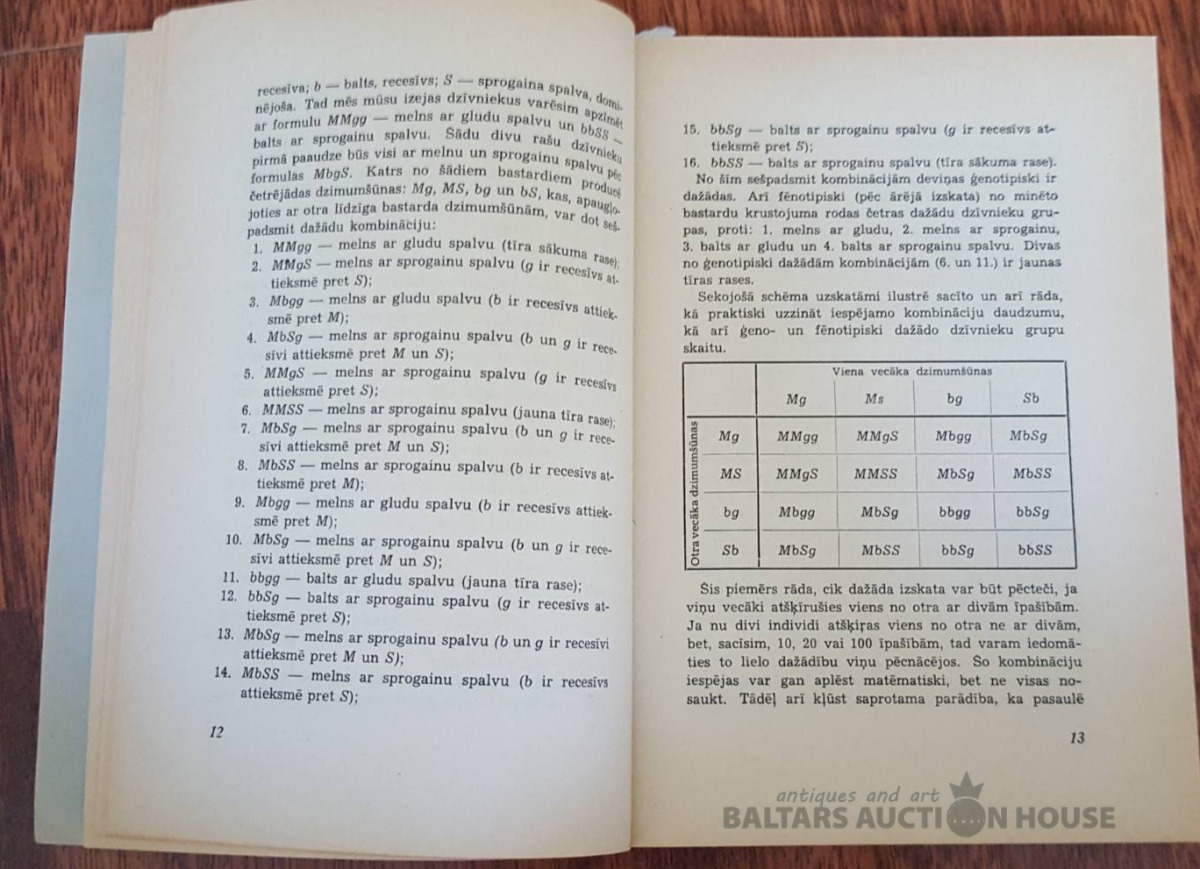 recesīva; b — balts, recesīvs; S — sprogaina spalva, domi-
nējoša. Tad mēs mūsu izejas dzīvniekus varēsim apzīmēt
ar formulu MMgg — melns ar gludu spalvu un bbSS —
balts ar sprogainu spalvu. Šādu divu rašu dzīvnieku
pirmā paaudze būs visi ar melnu un sprogainu spalvu pēc
formulas MbgS. Katrs no šādiem bastardiem producē
četrējādas dzimumšūnas: Mg, MS, bg un bS, kas, apaugļo-
joties ar otra līdzīga bastarda dzimumšūnām, var dot seš-
padsmit dažādu kombināciju:
1. MMgg — melns ar gludu spalvu (tīra sākuma rase);
2. MMgS — melns ar sprogainu spalvu (g ir recesīvs at-
tieksmē pret S);
3. Mbgg — melns ar gludu spalvu (b ir recesīvs attiek-
smē pret M);
4. MbSg — melns ar sprogainu spalvu (b un g ir rece-
sīvi attieksmē pret M un S);
5. MMgS — melns ar sprogainu spalvu (g ir recesīvs
attieksmē pret S);
6. MMSS — melns ar sprogainu spalvu (jauna tīra rase);
7. MbSg — melns ar sprogainu spalvu (b un g ir rece-
sīvi attieksmē pret M un S);
8. MbSS — melns ar sprogainu spalvu (b ir recesīvs at-
tieksmē pret M);
9. Mbgg — melns ar gludu spalvu (b ir recesīvs attiek-
smē pret M);
10. MbSg — melns ar sprogainu spalvu (b un g ir rece-
sīvi attieksmē pret M un S);
11. bbgg — balts ar gludu spalvu (jauna tīra rase);
12. bbSg — balts ar sprogainu spalvu (g ir recesīvs at-
tieksmē pret S);
13. MbSg — melns ar sprogainu spalvu (b un g ir recesīvi
attieksmē pret M un S);
14. MbSS — melns ar sprogainu spalvu (b ir recesīvs
attieksmē pret S);
12
15. bbSg — balts ar sprogainu spalvu (g ir recesīvs at-
tieksmē pret S);
16. bbSS — balts ar sprogainu spalvu (tīra sākuma rase).
No šīm sešpadsmit kombinācijām deviņas ģenotipiski ir
dažādas. Arī fēnotipiski (pēc ārējā izskata) no minēto
bastardu krustojuma rodas četras dažādu dzīvnieku gru-
pas, proti: 1. melns ar gludu, 2. melns ar sprogainu,
3. balts ar gludu un 4. balts ar sprogainu spalvu. Divas
no ģenotipiski dažādām kombinācijām (6. un 11.) ir jaunas
tīras rases.
Sekojošā schēma uzskatāmi ilustrē sacīto un arī rāda,
kā praktiski uzzināt iespējamo kombināciju daudzumu,
kā arī ģeno- un fēnotipiski dažādo dzīvnieku grupu
skaitu.
Viena vecāka dzimumšūnas
Mg Ms bg Sb
Otra vecāka dzimumšūnas
Mg MMgg MMgS Mbgg MbSg
MS MMgS MMSS MbSg MbSS
bg Mbgg MbSg bbgg bbSg
Sb MbSg MbSS bbSg bbSS
Šis piemērs rāda, cik dažāda izskata var būt pēcteči, ja
viņu vecāki atšķīrušies viens no otra ar divām īpašībām.
Ja nu divi individi atšķiras viens no otra ne ar divām,
bet, sacīsim, 10, 20 vai 100 īpašībām, tad varam iedomā-
ties to lielo dažādību viņu pēcnācējos. Šo kombināciju
iespējas var gan aplēst matēmatiski, bet ne visas no-
saukt. Tādēļ arī kļūst saprotama parādība, ka pasaulē
13
antiques and art
BALTARS AUCTION HOUSE